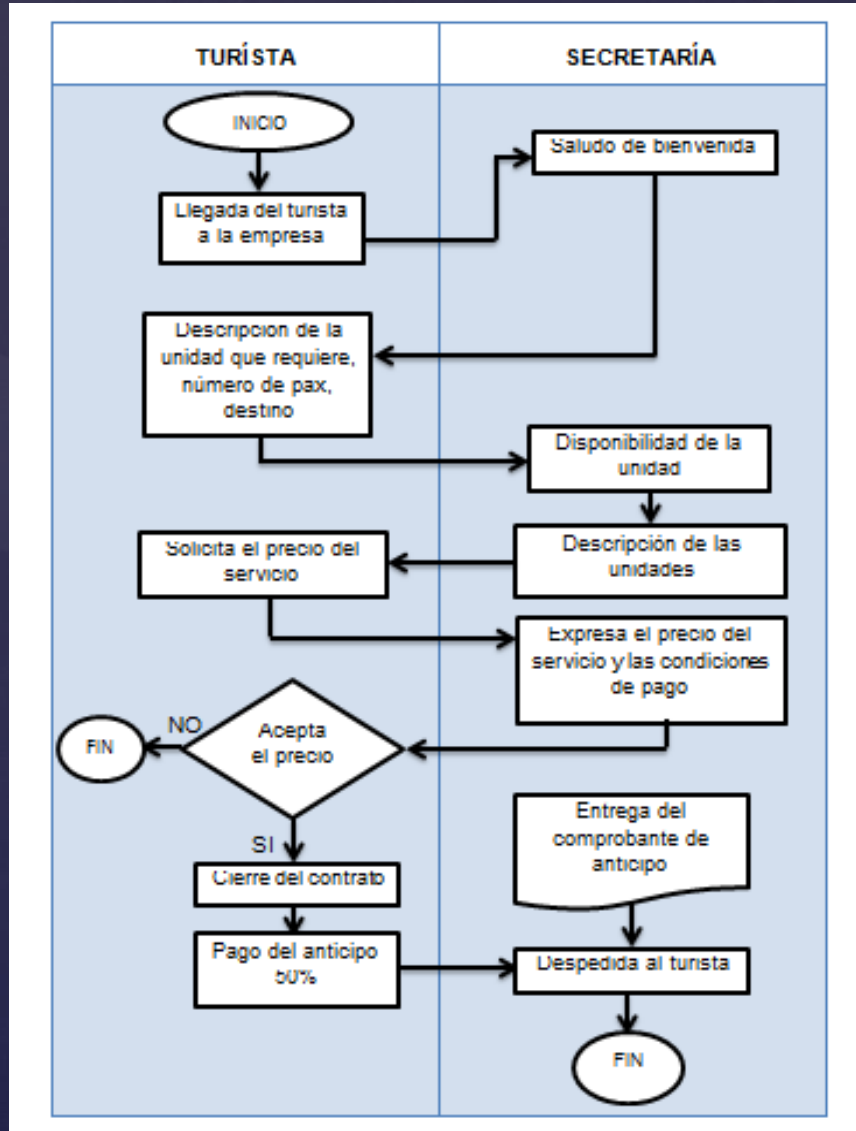 TURÍSTA
SECRETARÍA
INICIO
Saludo de bienvenida
Llegada del turista
a la empresa
Descripción de la
unidad que requiere,
número de pax,
destino
Disponibilidad de la
unidad
Descripción de las
unidades
Solicita el precio del
servicio
Expresa el precio del
servicio y las condiciones
de pago
Acepta
el precio
NO
FIN
SI
Cierre del contrato
Pago del anticipo
50%
Entrega del
comprobante de
anticipo
Despedida al turista
FIN